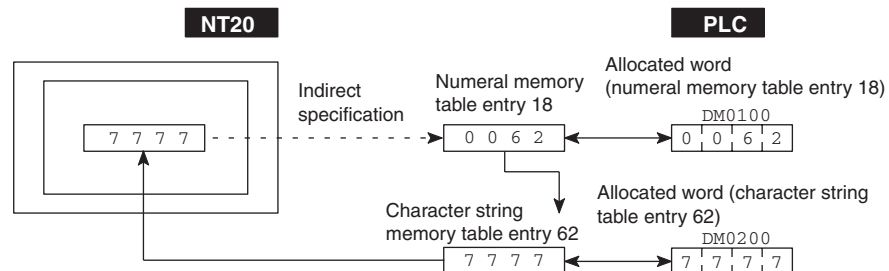 NT20
PLC
Indirect
specification
Numeral memory
table entry 18
Allocated word
(numeral memory table entry 18)
DM0100
7 7 7 7
0 0 6 2
0 0 6 2
Character string
memory table entry 62
Allocated word (character string
table entry 62)
DM0200
7 7 7 7
7 7 7 7